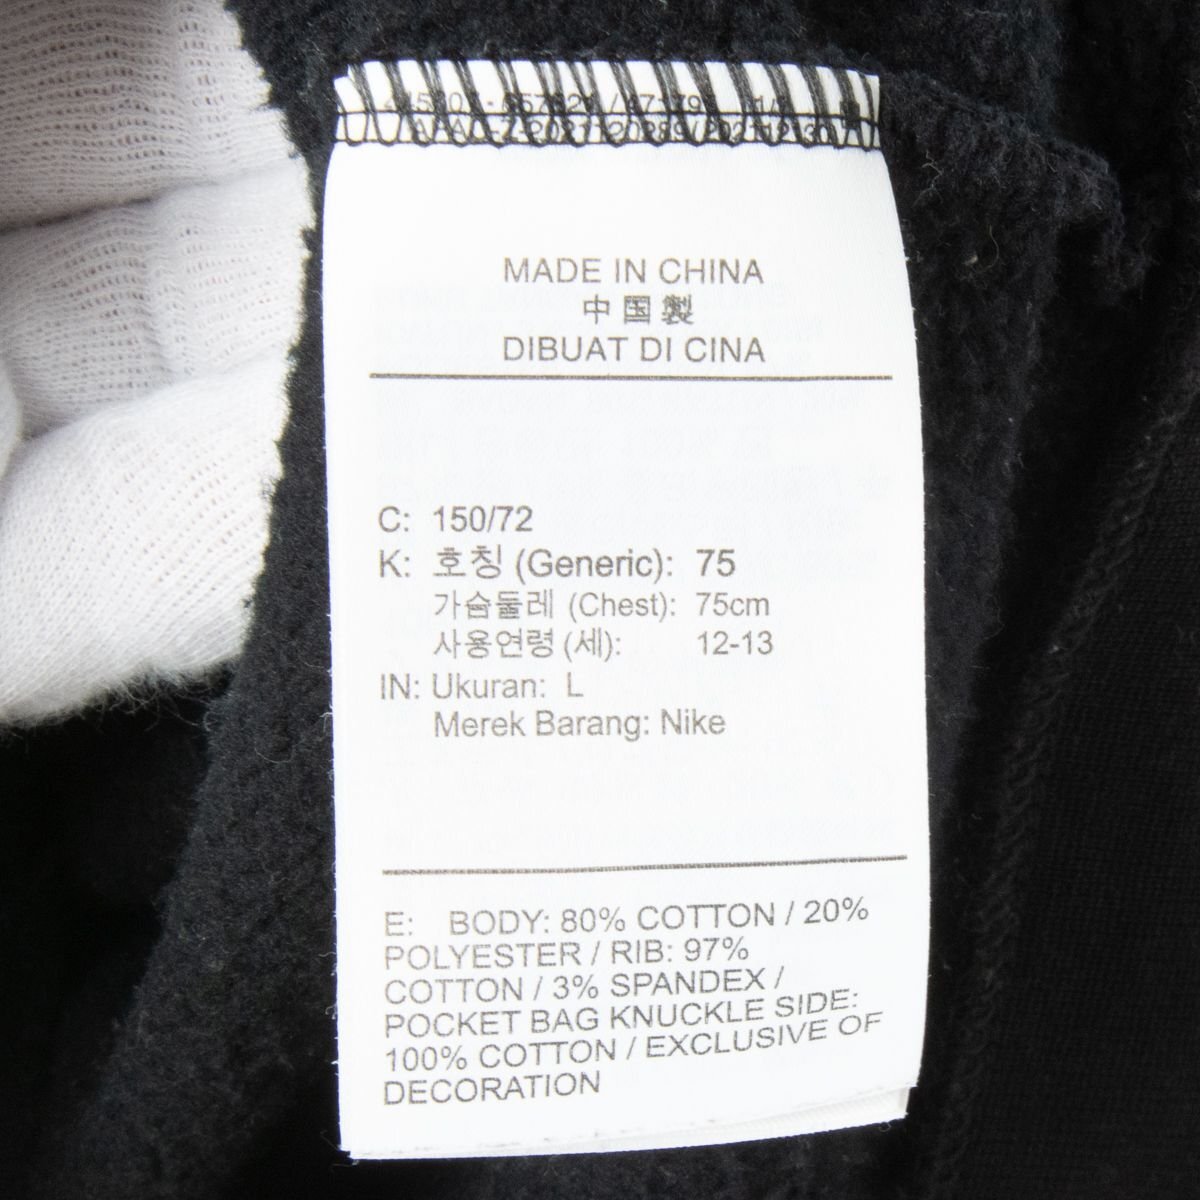 MADE IN CHINA
中国製
DIBUAT DI CINA
C: 150/72
K: 호칭 (Generic): 75
가슴둘레 (Chest): 75cm
사용연령 (세): 12-13
IN: Ukuran: L
Merek Barang: Nike
E: BODY: 80% COTTON / 20%
POLYESTER / RIB: 97%
COTTON / 3% SPANDEX /
POCKET BAG KNUCKLE SIDE:
100% COTTON / EXCLUSIVE OF
DECORATION